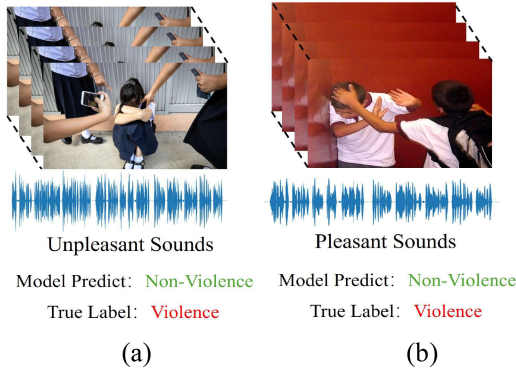 Unpleasant Sounds
Model Predict: Non-Violence
True Label: Violence
(a)
Pleasant Sounds
Model Predict: Non-Violence
True Label: Violence
(b)